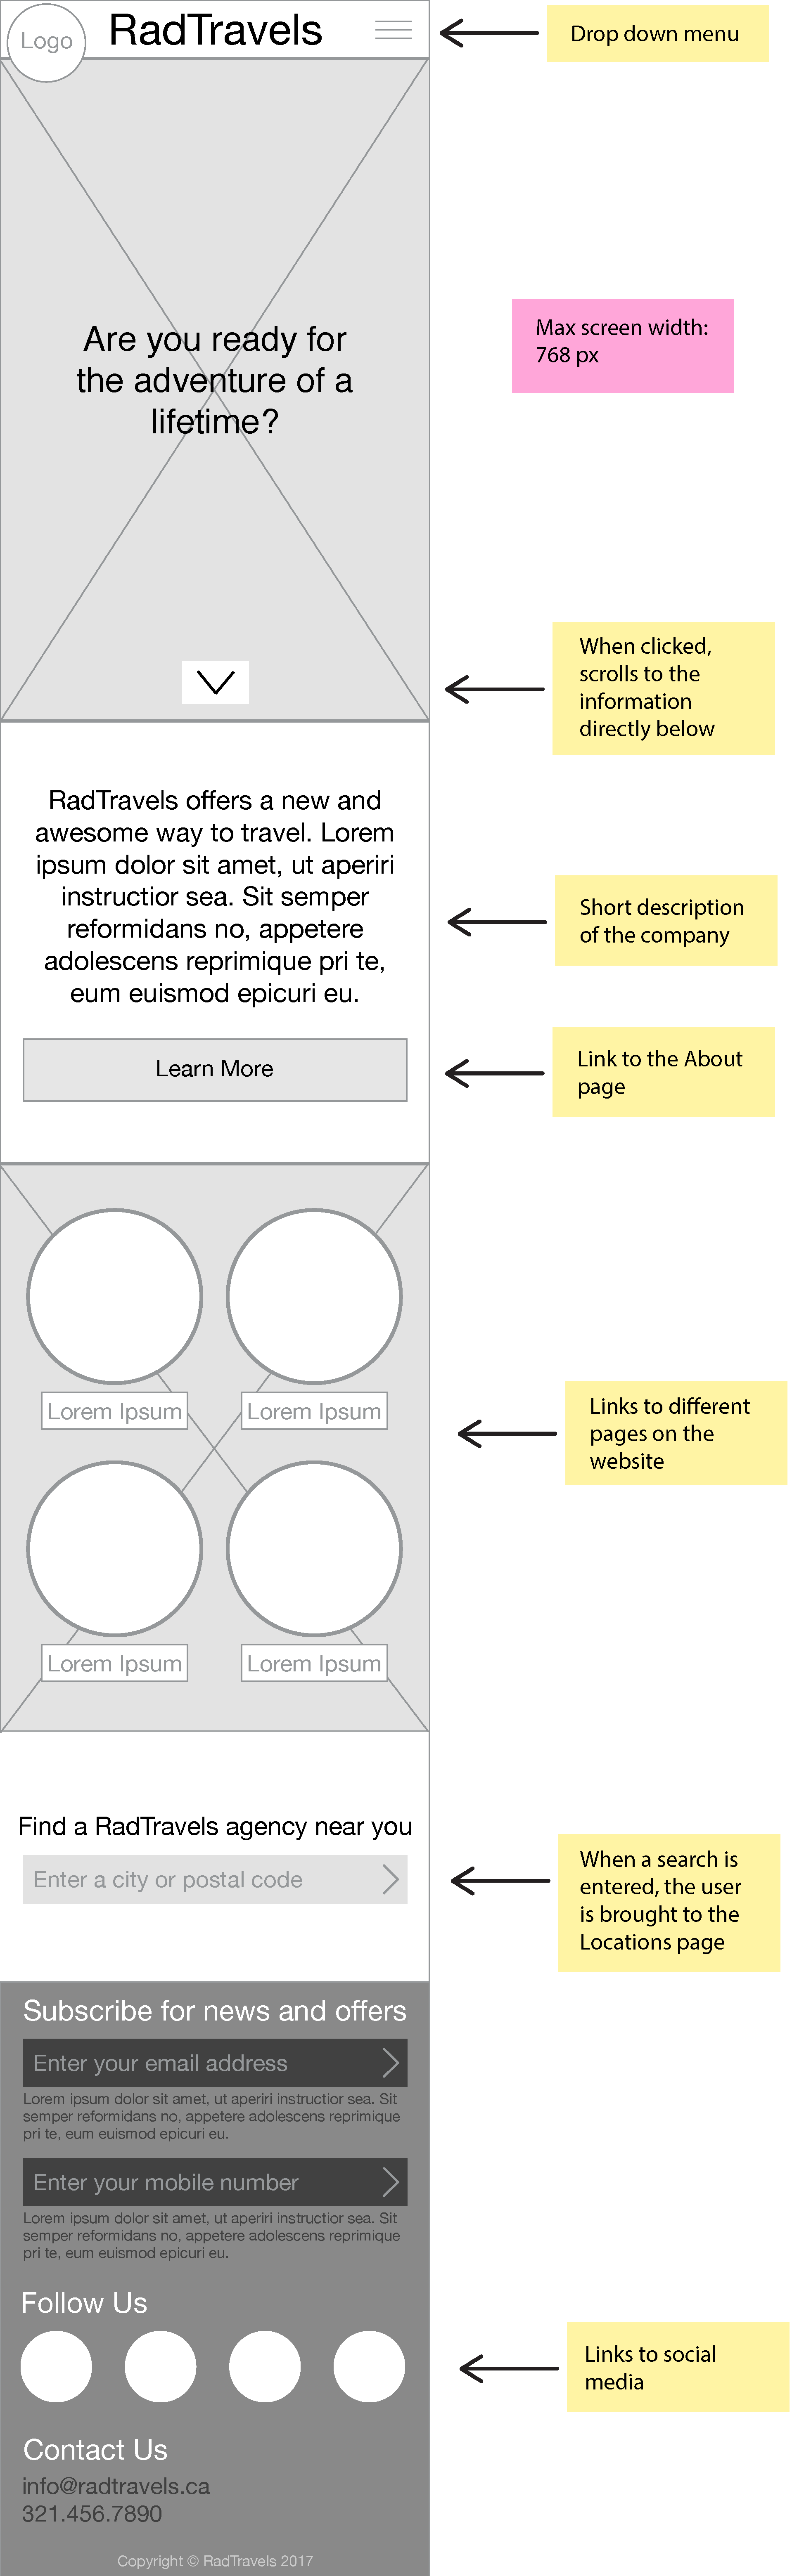 Logo
RadTravels
Drop down menu
Are you ready for
the adventure of a
lifetime?
Max screen width:
768 px
When clicked,
scrolls to the
information
directly below
RadTravels offers a new and
awesome way to travel. Lorem
ipsum dolor sit amet, ut aperiri
instructior sea. Sit semper
reformidans no, appetere
adolescens reprimique pri te,
eum euismod epicuri eu.
Short description
of the company
Learn More
Link to the About
page
Lorem Ipsum
Lorem Ipsum
Lorem Ipsum
Lorem Ipsum
Links to different
pages on the
website
Find a RadTravels agency near you
Enter a city or postal code
When a search is
entered, the user
is brought to the
Locations page
Subscribe for news and offers
Enter your email address
Lorem ipsum dolor sit amet, ut aperiri instructior sea. Sit
semper reformidans no, appetere adolescens reprimique
pri te, eum euismod epicuri eu.
Enter your mobile number
Lorem ipsum dolor sit amet, ut aperiri instructior sea. Sit
semper reformidans no, appetere adolescens reprimique
pri te, eum euismod epicuri eu.
Follow Us
Links to social
media
Contact Us
info@radtravels.ca
321.456.7890
Copyright © RadTravels 2017